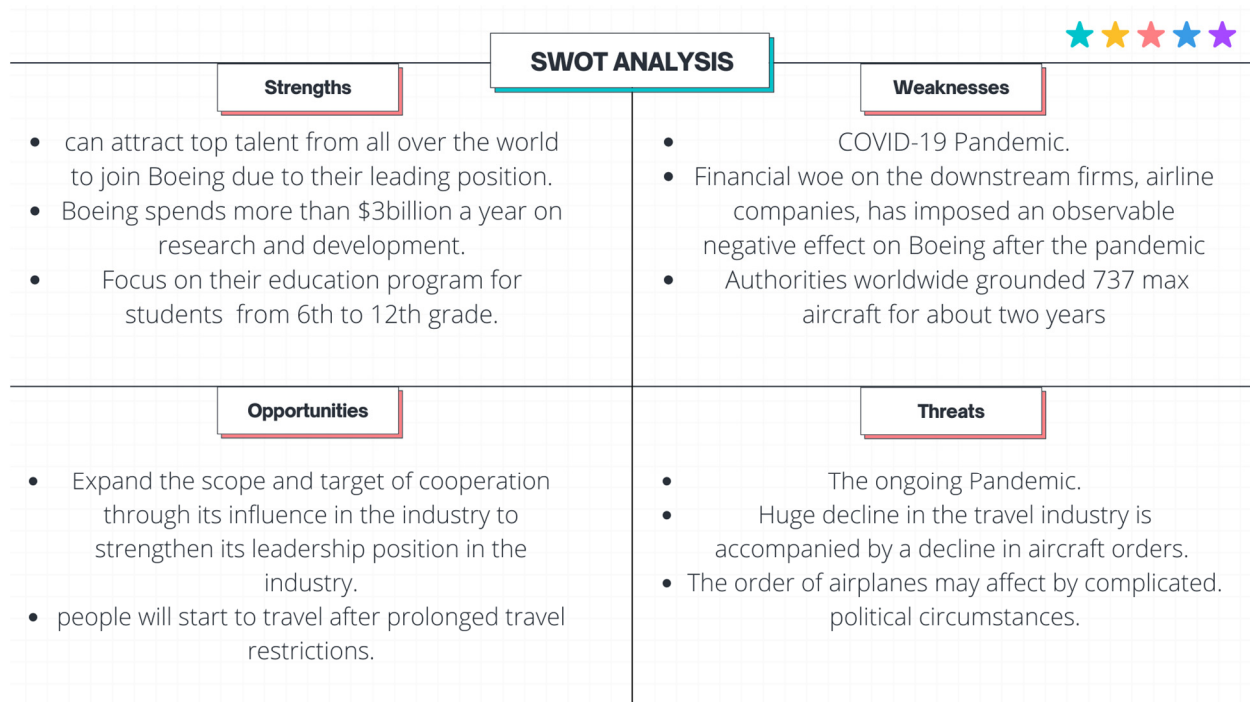 SWOT ANALYSIS
Strengths
• can attract top talent from all over the world
to join Boeing due to their leading position.
• Boeing spends more than $3billion a year on
research and development.
• Focus on their education program for
students  from 6th to 12th grade.
Weaknesses
• COVID-19 Pandemic.
• Financial woe on the downstream firms, airline
companies, has imposed an observable
negative effect on Boeing after the pandemic
• Authorities worldwide grounded 737 max
aircraft for about two years
Opportunities
• Expand the scope and target of cooperation
through its influence in the industry to
strengthen its leadership position in the
industry.
• people will start to travel after prolonged travel
restrictions.
Threats
• The ongoing Pandemic.
• Huge decline in the travel industry is
accompanied by a decline in aircraft orders.
• The order of airplanes may affect by complicated.
political circumstances.